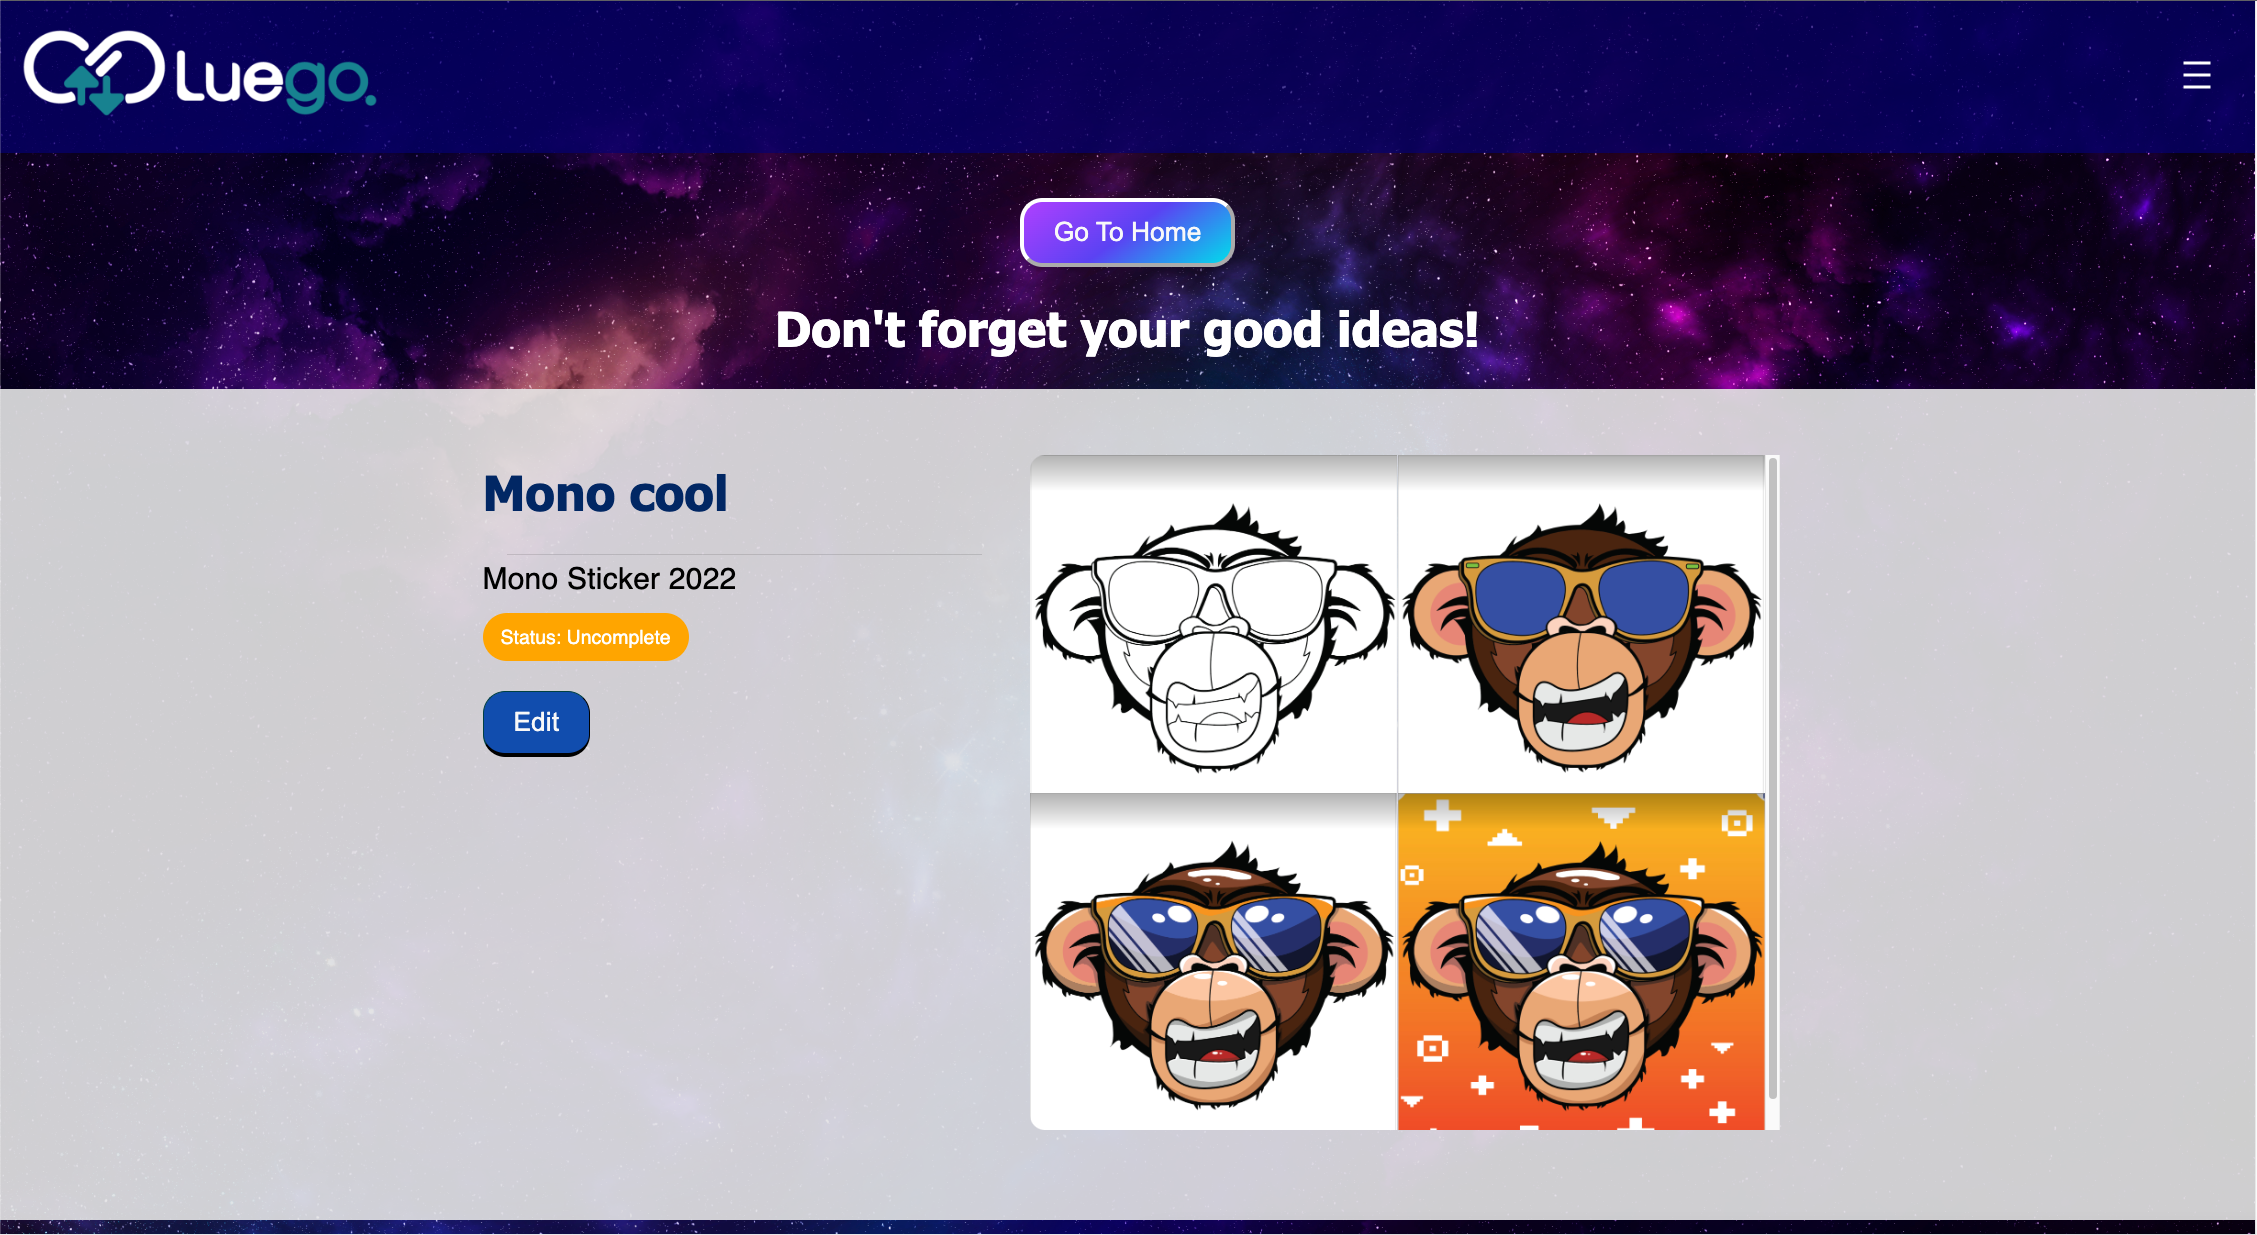 Luego.
Go To Home
Don't forget your good ideas!
Mono cool
Mono Sticker 2022
Status: Uncomplete
Edit